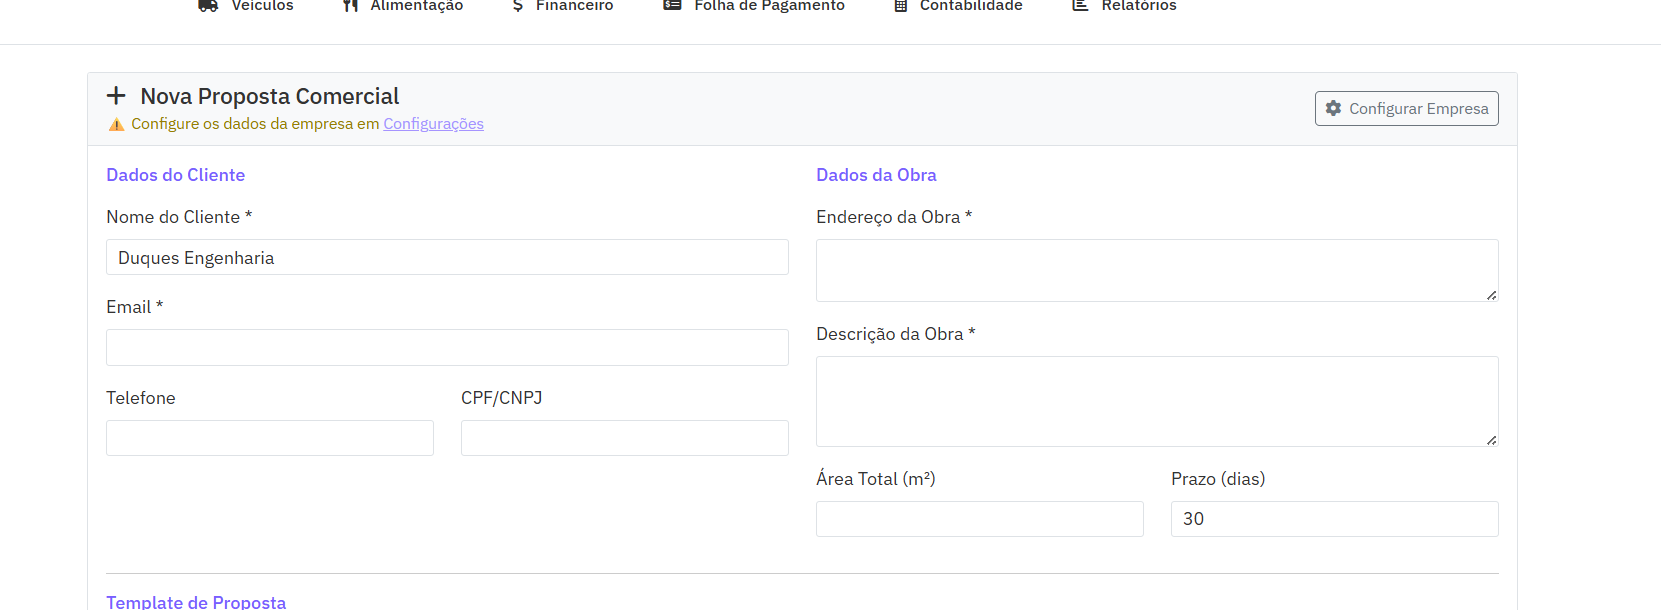 Veículos Alimentação Financeiro Folha de Pagamento Contabilidade Relatórios
Nova Proposta Comercial
Configure os dados da empresa em Configurações
Configurar Empresa
Dados do Cliente
Nome do Cliente *
Duques Engenharia
Email *
Telefone CPF/CNPJ
Dados da Obra
Endereço da Obra *
Descrição da Obra *
Área Total (m²) Prazo (dias)
30
Template de Proposta